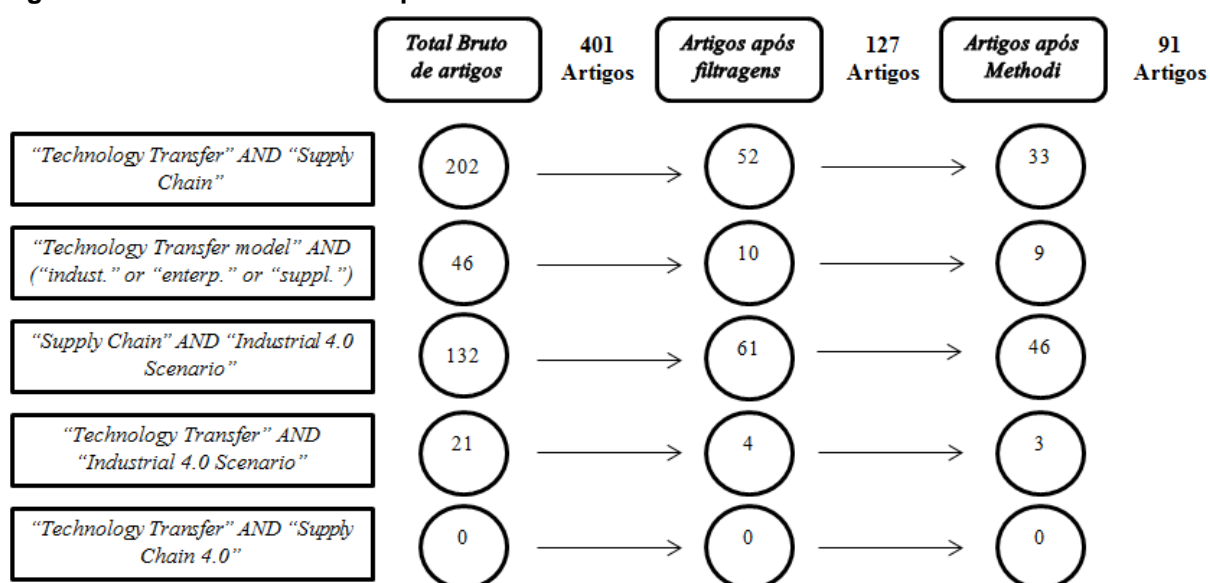 Total Bruto
de artigos
401
Artigos
Artigos após
filtragens
127
Artigos
Artigos após
Methodi
91
Artigos
“Technology Transfer” AND “Supply
Chain”
202
52
33
“Technology Transfer model” AND
(“indust.” or “enterp.” or “suppl.”)
46
10
9
“Supply Chain” AND “Industrial 4.0
Scenario”
132
61
46
“Technology Transfer” AND
“Industrial 4.0 Scenario”
21
4
3
“Technology Transfer” AND “Supply
Chain 4.0”
0
0
0